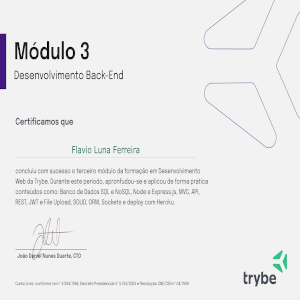 Módulo 3
Desenvolvimento Back-End
Certificamos que
Flavio Luna Ferreira
concluiu com sucesso o terceiro módulo da formação em Desenvolvimento
Web da Trybe. Durante este período, aprofundou-se e aplicou de forma prática
conteúdos como: Banco de Dados SQL e NoSQL, Node e Express.js, MVC, API,
REST, JWT e File Upload, SOLID, ORM, Sockets e deploy com Heroku.
João Daniel Nunes Duarte, CTO
Curso livre, conforme Lei nº 9.394/1996, Decreto Presidencial nº 5.154/2004 e Resolução CNE/CEB nº 04/1999.
trybe